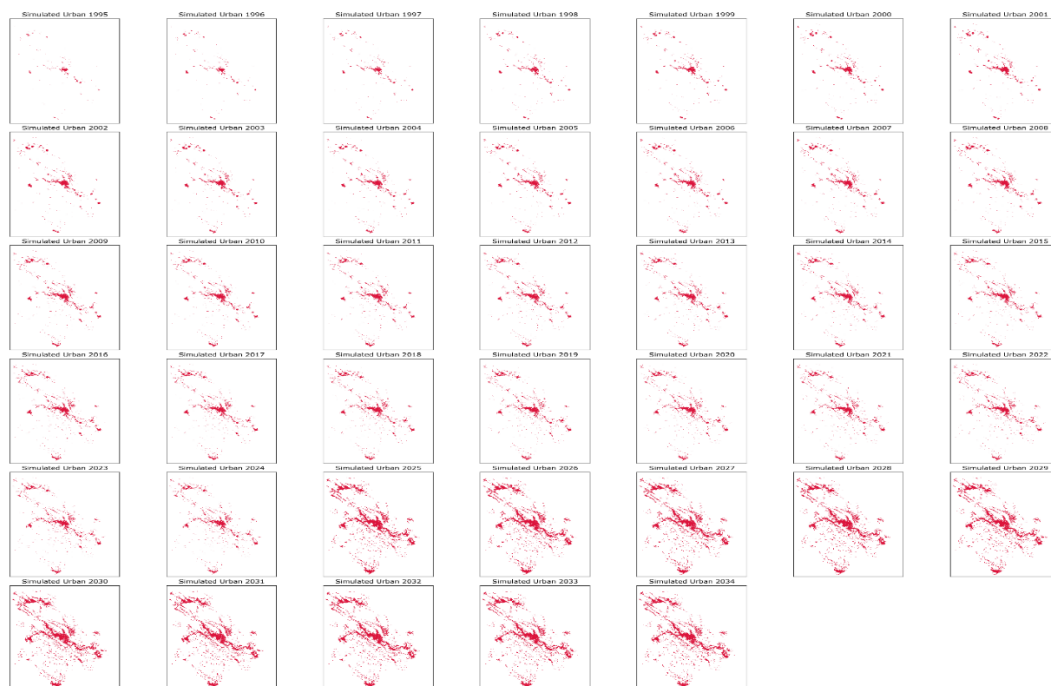 Simulated Urban 1995
Simulated Urban 1996
Simulated Urban 1997
Simulated Urban 1998
Simulated Urban 1999
Simulated Urban 2000
Simulated Urban 2001
Simulated Urban 2002
Simulated Urban 2003
Simulated Urban 2004
Simulated Urban 2005
Simulated Urban 2006
Simulated Urban 2007
Simulated Urban 2008
Simulated Urban 2009
Simulated Urban 2010
Simulated Urban 2011
Simulated Urban 2012
Simulated Urban 2013
Simulated Urban 2014
Simulated Urban 2015
Simulated Urban 2016
Simulated Urban 2017
Simulated Urban 2018
Simulated Urban 2019
Simulated Urban 2020
Simulated Urban 2021
Simulated Urban 2022
Simulated Urban 2023
Simulated Urban 2024
Simulated Urban 2025
Simulated Urban 2026
Simulated Urban 2027
Simulated Urban 2028
Simulated Urban 2029
Simulated Urban 2030
Simulated Urban 2031
Simulated Urban 2032
Simulated Urban 2033
Simulated Urban 2034